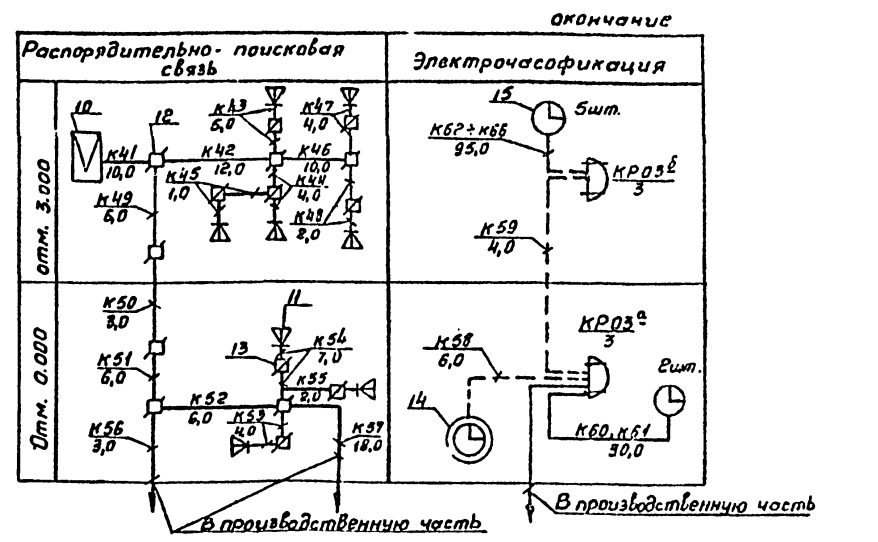 окончание
Распорядительно-поисковая
связь
Электрочасофикация
отм. 3.000
10
12
К41
10,0
К42
12,0
К43
6,0
К47
4,0
К46
10,0
К45
1,0
К44
4,0
К48
2,0
К49
6,0
15
5шт.
К62÷К66
95,0
КРОЗб
3
К59
4,0
Отм. 0.000
К50
3,0
К51
6,0
К56
3,0
К52
6,0
11
13
К54
7,0
К55
2,0
К53
4,0
К57
18,0
К58
6,0
14
КРОЗа
3
2шт.
К60, К61
90,0
В производственную часть
В производственную часть